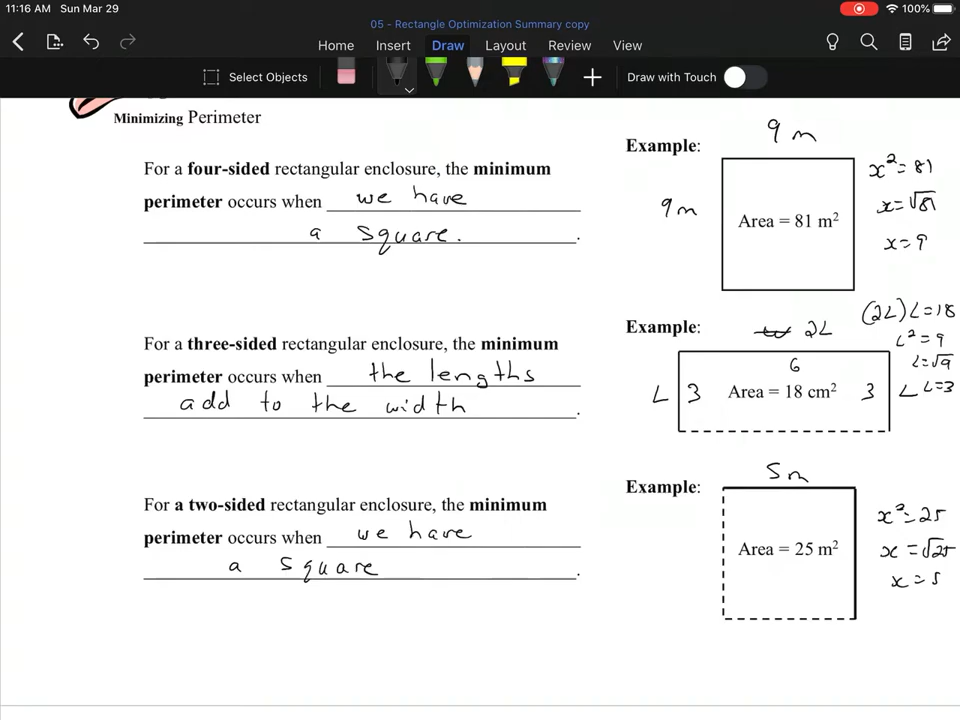 11:16 AM Sun Mar 29
100%
05 - Rectangle Optimization Summary copy
Home Insert Draw Layout Review View
Select Objects
Draw with Touch
Minimizing Perimeter
For a four-sided rectangular enclosure, the minimum
perimeter occurs when we have
a square.
Example:
9 m
9 m
Area = 81 m²
x² = 81
x = √81
x = 9
For a three-sided rectangular enclosure, the minimum
perimeter occurs when the lengths
add to the width.
Example:
2L
(2L)L = 18
L² = 9
L = √9
L = 3
6
L 3 Area = 18 cm² 3 L
For a two-sided rectangular enclosure, the minimum
perimeter occurs when we have
a square.
Example:
5 m
Area = 25 m²
x² = 25
x = √25
x = 5